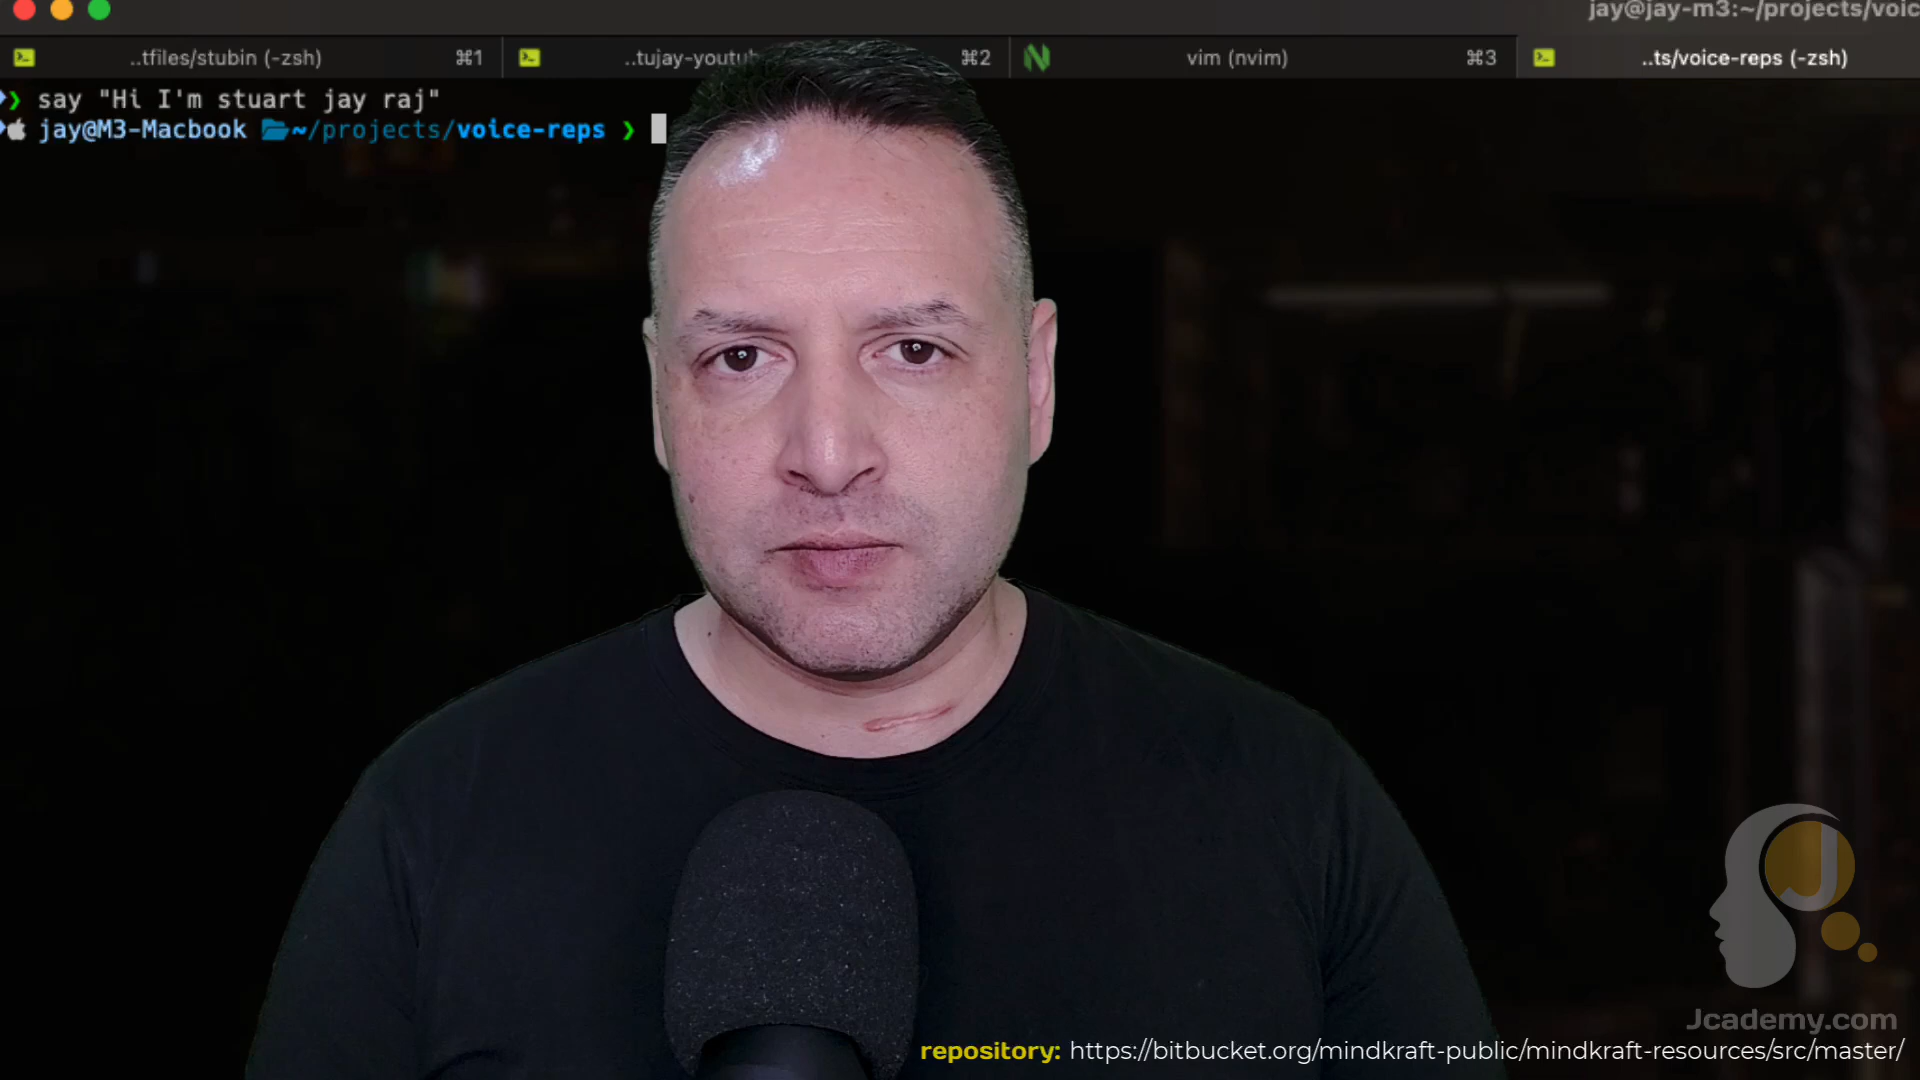 jay@jay-m3:~/projects/voic
..tfiles/stubin (-zsh) ⌘1 ..tujay-youtub ⌘2 vim (nvim) ⌘3 ..ts/voice-reps (-zsh)
❯ say "Hi I'm stuart jay raj"
jay@M3-Macbook ~/projects/voice-reps ❯
Jcademy.com
repository: https://bitbucket.org/mindkraft-public/mindkraft-resources/src/master/